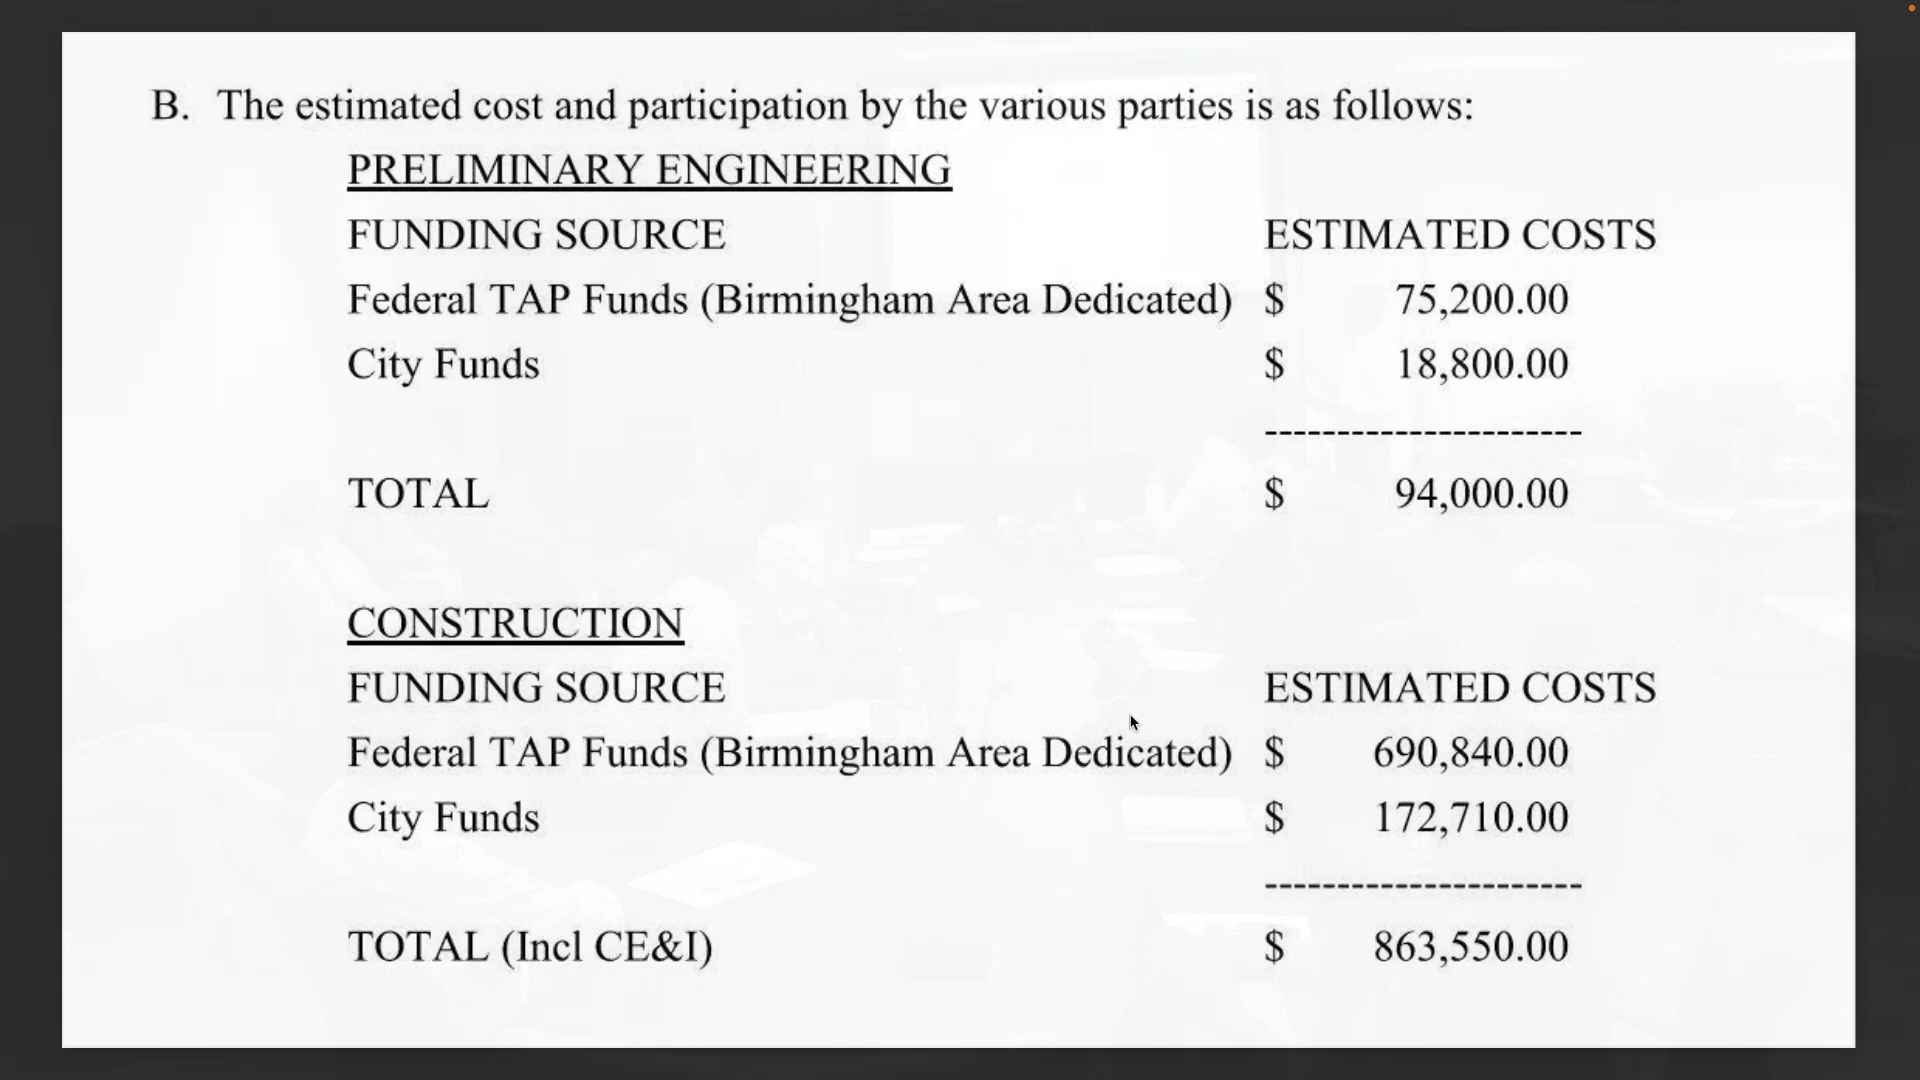 B. The estimated cost and participation by the various parties is as follows:
PRELIMINARY ENGINEERING
FUNDING SOURCE ESTIMATED COSTS
Federal TAP Funds (Birmingham Area Dedicated) $ 75,200.00
City Funds $ 18,800.00
----------------------
TOTAL $ 94,000.00
CONSTRUCTION
FUNDING SOURCE ESTIMATED COSTS
Federal TAP Funds (Birmingham Area Dedicated) $ 690,840.00
City Funds $ 172,710.00
----------------------
TOTAL (Incl CE&I) $ 863,550.00